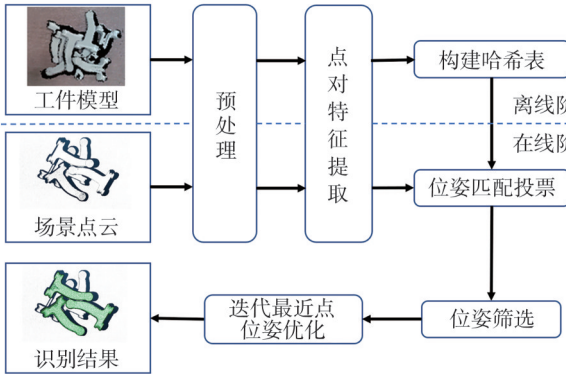 工件模型
预处理
点对特征提取
构建哈希表
离线阶
在线阶
场景点云
位姿匹配投票
识别结果
迭代最近点
位姿优化
位姿筛选